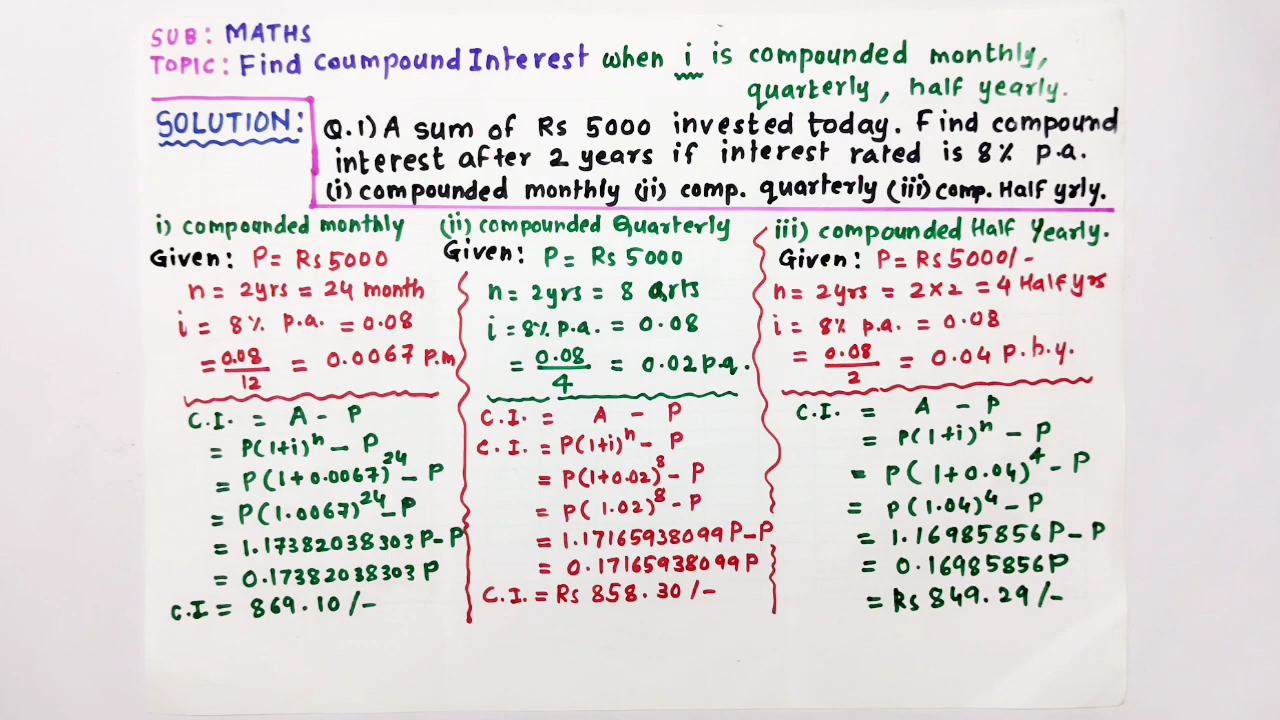 SUB: MATHS
TOPIC: Find Coumpound Interest when i is compounded monthly,
quarterly, half yearly.
SOLUTION:
Q.1) A sum of Rs 5000 invested today. Find compound
interest after 2 years if interest rated is 8% p.a.
(i) compounded monthly (ii) comp. quarterly (iii) comp. Half yrly.
i) compounded monthly
Given: P= Rs 5000
n = 2yrs = 24 month
i = 8% p.a. = 0.08
= 0.08/12 = 0.0067 p.m
C.I. = A - P
= P(1+i)^n - P
= P(1+0.0067)^24 - P
= P(1.0067)^24 - P
= 1.17382038303 P - P
= 0.17382038303 P
C.I = 869.10/-
(ii) compounded Quarterly
Given: P = Rs 5000
n = 2yrs = 8 Qrts
i = 8% p.a. = 0.08
= 0.08/4 = 0.02 p.q.
C.I. = A - P
C.I. = P(1+i)^n - P
= P(1+0.02)^8 - P
= P(1.02)^8 - P
= 1.17165938099 P - P
= 0.17165938099 P
C.I. = Rs 858.30/-
iii) compounded Half Yearly.
Given: P = Rs 5000/-
n = 2yrs = 2×2 = 4 Half yrs
i = 8% p.a. = 0.08
= 0.08/2 = 0.04 p.h.y.
C.I. = A - P
= P(1+i)^n - P
= P(1+0.04)^4 - P
= P(1.04)^4 - P
= 1.16985856 P - P
= 0.16985856 P
= Rs 849.29/-